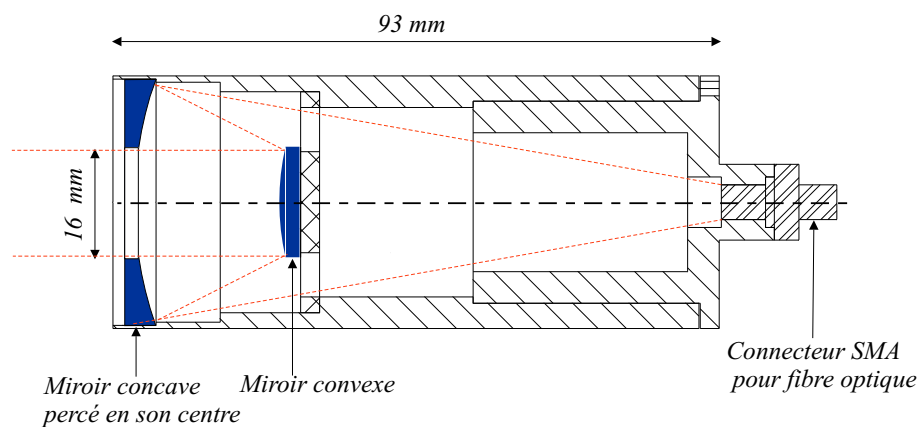 93 mm
16 mm
Miroir concave
percé en son centre
Miroir convexe
Connecteur SMA
pour fibre optique